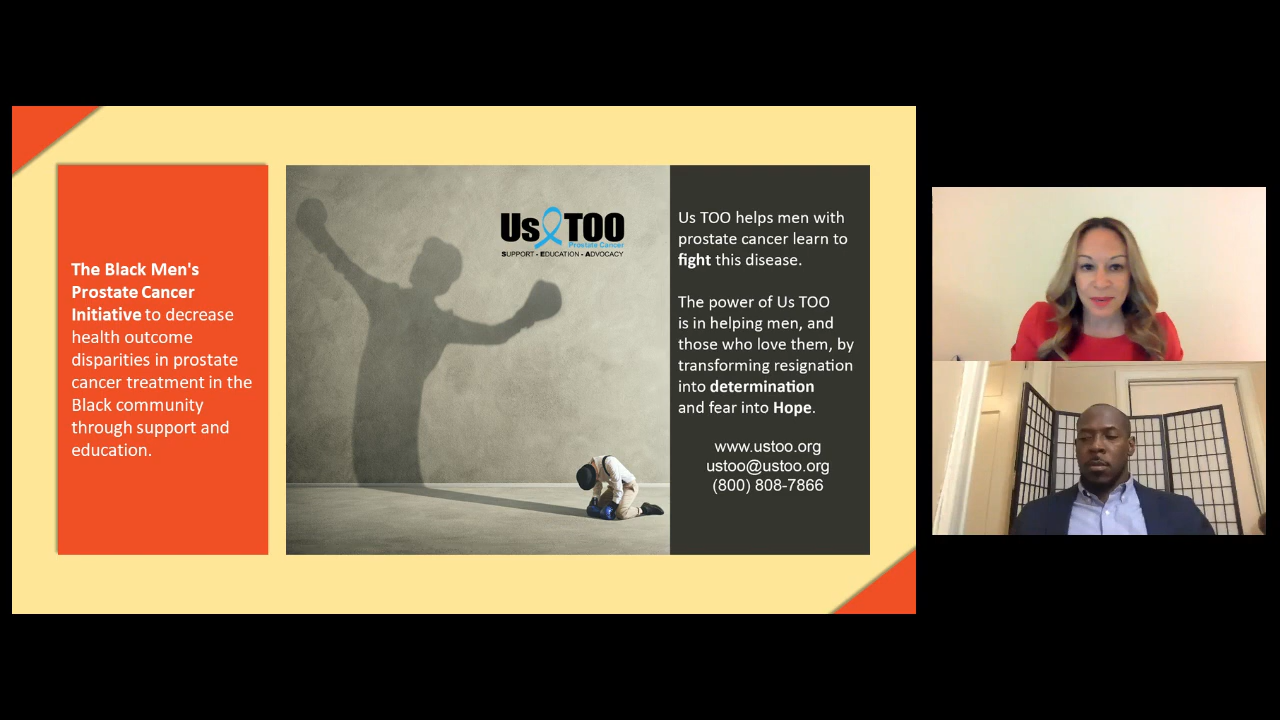 The Black Men's
Prostate Cancer
Initiative to decrease
health outcome
disparities in prostate
cancer treatment in the
Black community
through support and
education.
Us TOO
Prostate Cancer
SUPPORT - EDUCATION - ADVOCACY
Us TOO helps men with
prostate cancer learn to
fight this disease.
The power of Us TOO
is in helping men, and
those who love them, by
transforming resignation
into determination
and fear into Hope.
www.ustoo.org
ustoo@ustoo.org
(800) 808-7866